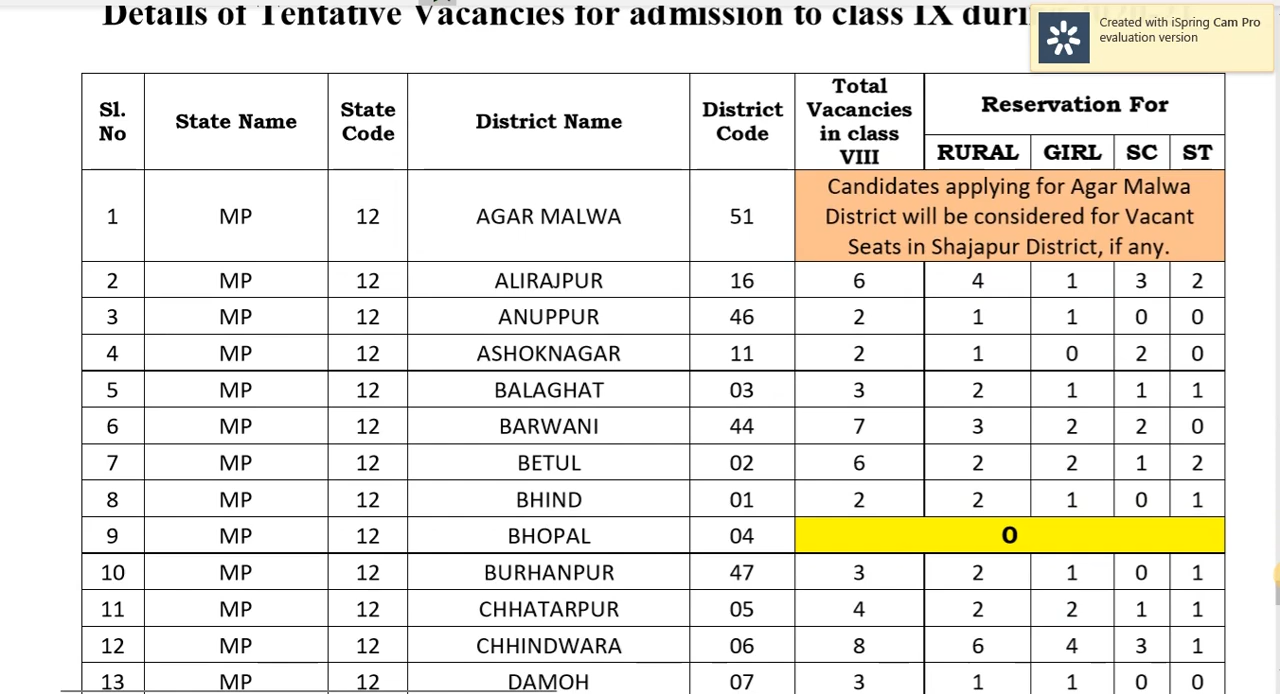 Details of Tentative Vacancies for admission to class IX during
Created with iSpring Cam Pro
evaluation version
Sl. No State Name State Code District Name District Code Total Vacancies in class VIII Reservation For
RURAL GIRL SC ST
1 MP 12 AGAR MALWA 51 Candidates applying for Agar Malwa District will be considered for Vacant Seats in Shajapur District, if any.
2 MP 12 ALIRAJPUR 16 6 4 1 3 2
3 MP 12 ANUPPUR 46 2 1 1 0 0
4 MP 12 ASHOKNAGAR 11 2 1 0 2 0
5 MP 12 BALAGHAT 03 3 2 1 1 1
6 MP 12 BARWANI 44 7 3 2 2 0
7 MP 12 BETUL 02 6 2 2 1 2
8 MP 12 BHIND 01 2 2 1 0 1
9 MP 12 BHOPAL 04 0
10 MP 12 BURHANPUR 47 3 2 1 0 1
11 MP 12 CHHATARPUR 05 4 2 2 1 1
12 MP 12 CHHINDWARA 06 8 6 4 3 1
13 MP 12 DAMOH 07 3 1 1 0 0